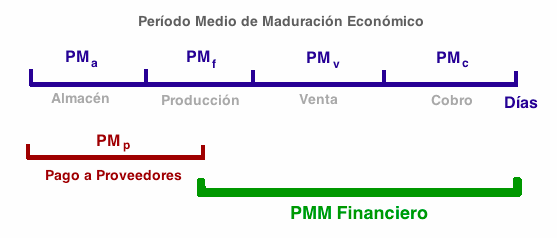 Período Medio de Maduración Económico
PMa PMf PMv PMc
Almacén Producción Venta Cobro Días
PMp
Pago a Proveedores
PMM Financiero